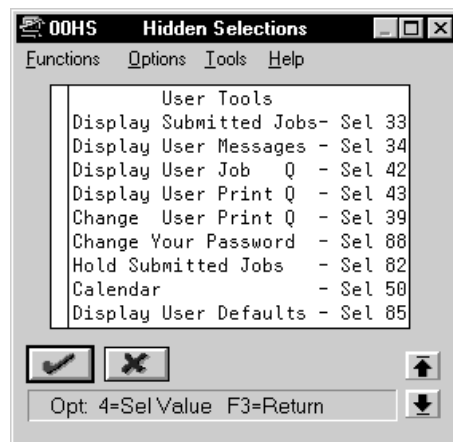 00HS Hidden Selections
Functions Options Tools Help
User Tools
Display Submitted Jobs- Sel 33
Display User Messages - Sel 34
Display User Job Q - Sel 42
Display User Print Q - Sel 43
Change User Print Q - Sel 39
Change Your Password - Sel 88
Hold Submitted Jobs - Sel 82
Calendar - Sel 50
Display User Defaults - Sel 85
Opt: 4=Sel Value F3=Return